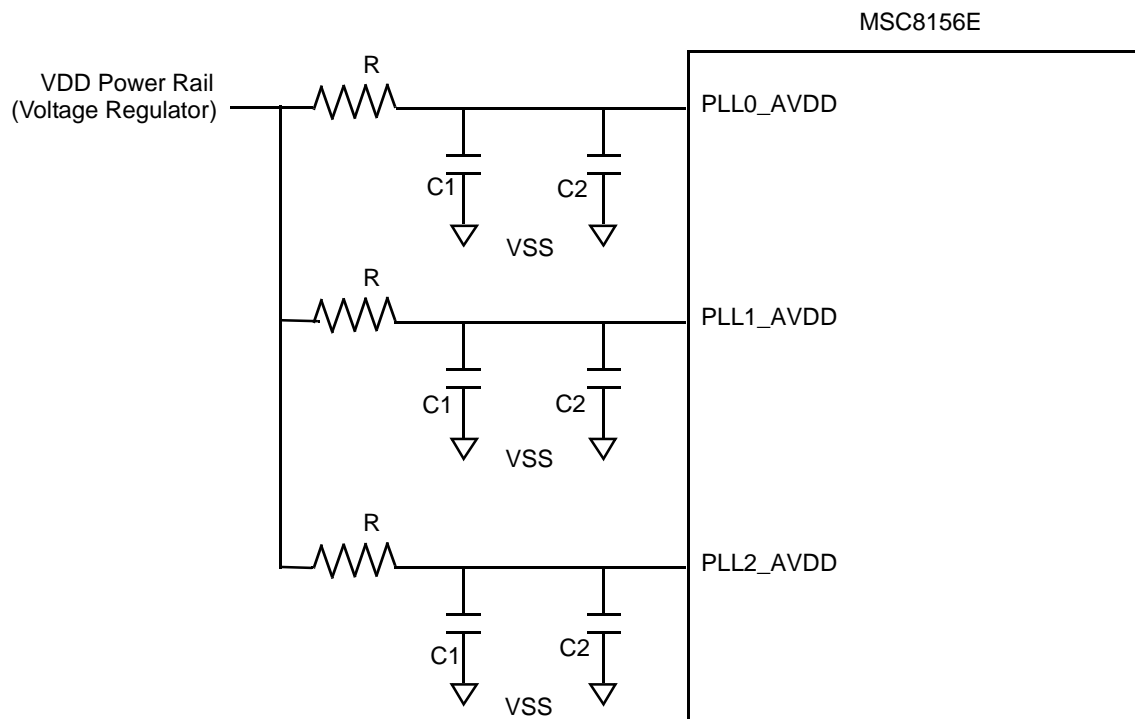 MSC8156E
VDD Power Rail
(Voltage Regulator)
R
PLL0_AVDD
C1
C2
VSS
R
PLL1_AVDD
C1
C2
VSS
R
PLL2_AVDD
C1
C2
VSS